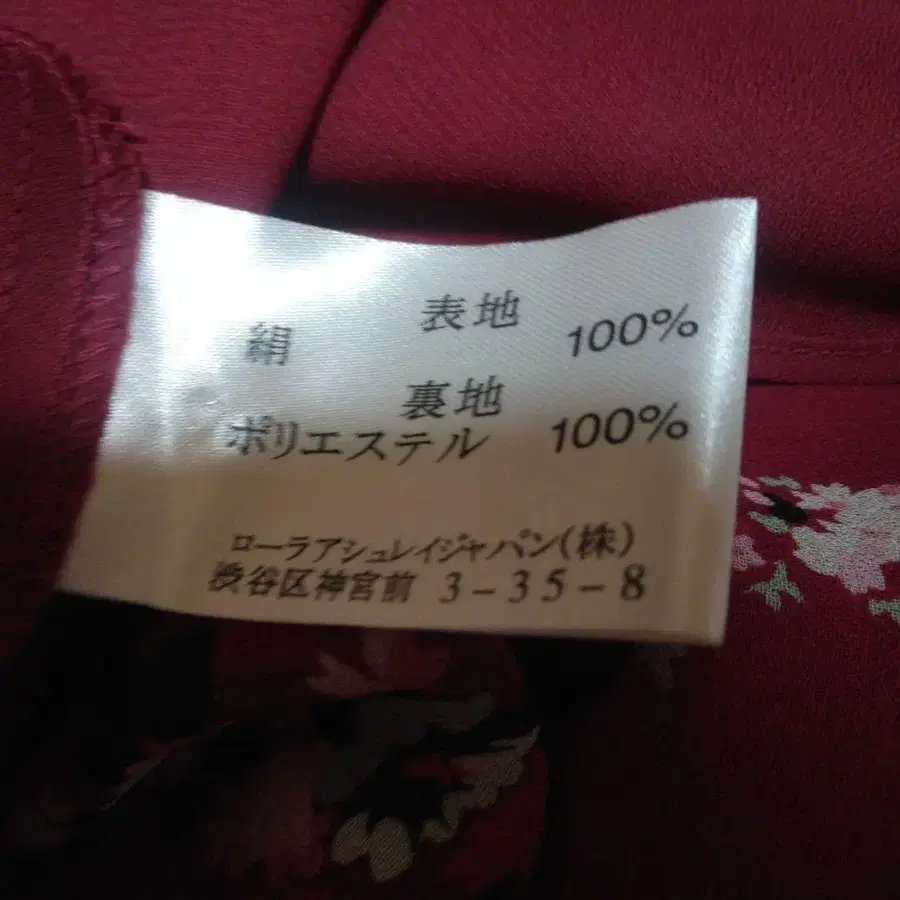 表地
絹 100%
裏地
ポリエステル 100%
ローラアシュレイジャパン(株)
渋谷区神宮前 3-35-8